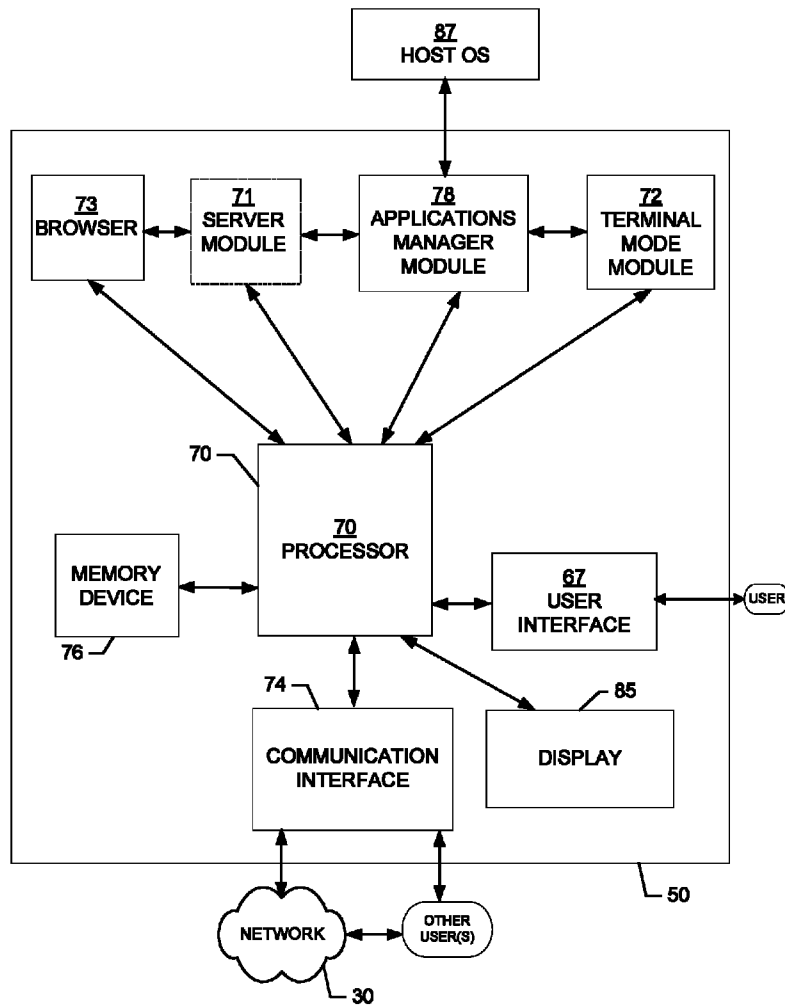 87
HOST OS
73
BROWSER
71
SERVER
MODULE
78
APPLICATIONS
MANAGER
MODULE
72
TERMINAL
MODE
MODULE
70
70
PROCESSOR
MEMORY
DEVICE
76
67
USER
INTERFACE
USER
74
COMMUNICATION
INTERFACE
85
DISPLAY
50
NETWORK
OTHER
USER(S)
30